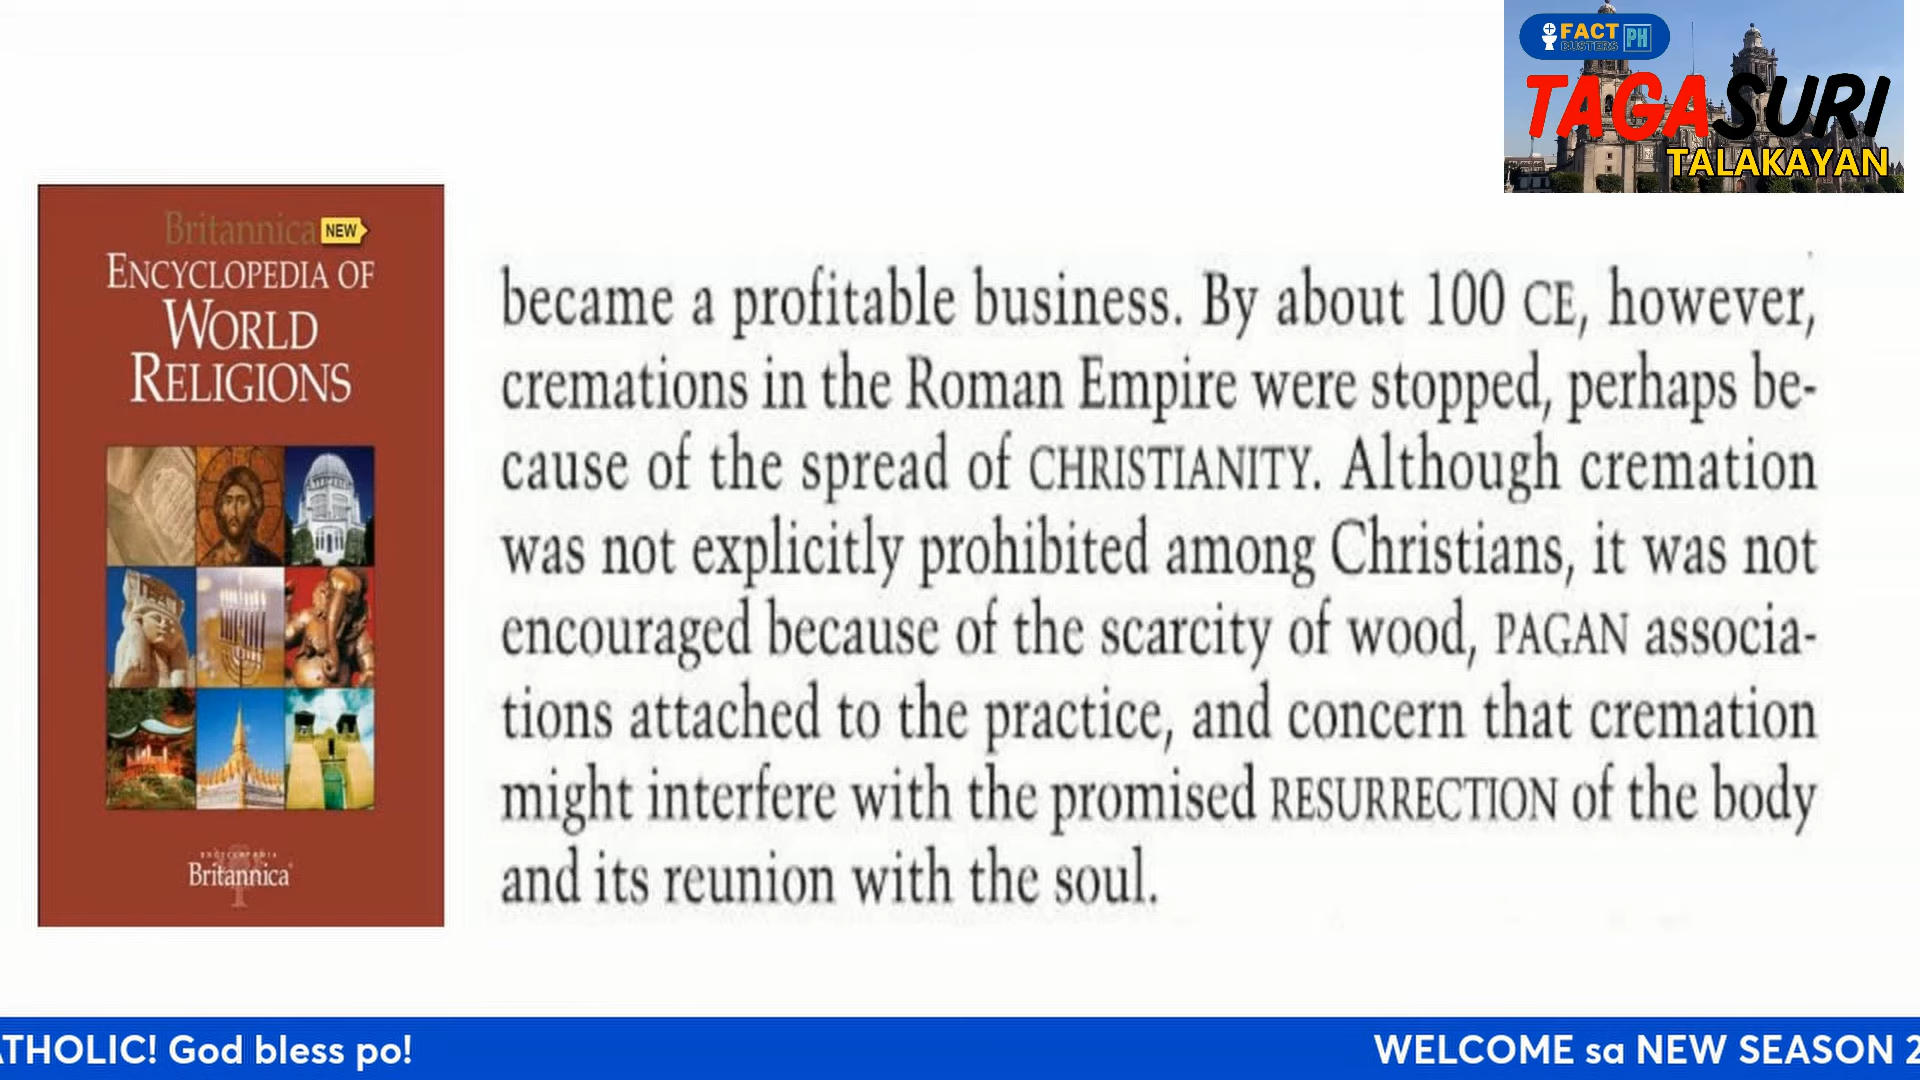 FACT
BUSTERS
PH
TAGASURI
TALAKAYAN
Britannica NEW
ENCYCLOPEDIA OF
WORLD
RELIGIONS
ENCYCLOPÆDIA
Britannica
became a profitable business. By about 100 CE, however,
cremations in the Roman Empire were stopped, perhaps be-
cause of the spread of CHRISTIANITY. Although cremation
was not explicitly prohibited among Christians, it was not
encouraged because of the scarcity of wood, PAGAN associa-
tions attached to the practice, and concern that cremation
might interfere with the promised RESURRECTION of the body
and its reunion with the soul.
ATHOLIC! God bless po! WELCOME sa NEW SEASON 2